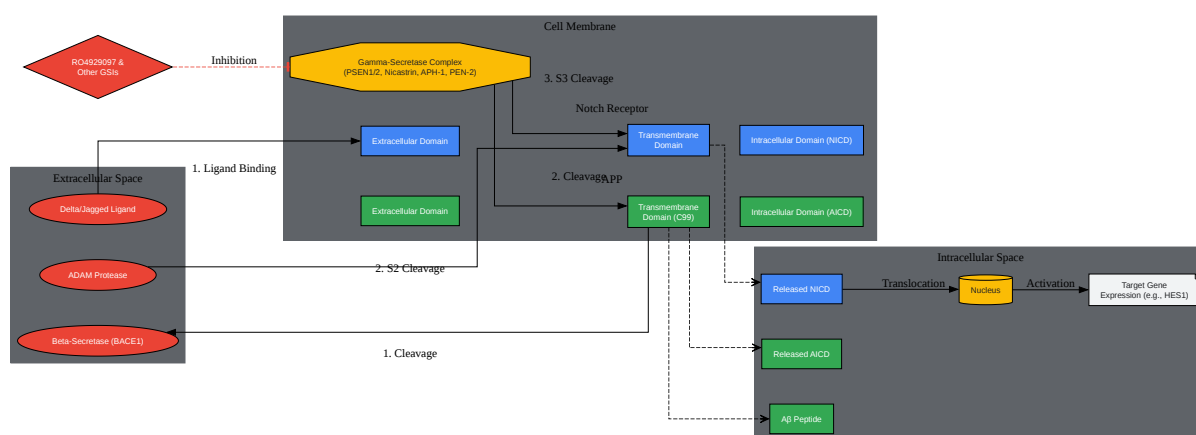 Cell Membrane
RO4929097 &
Other GSIs
Inhibition
Gamma-Secretase Complex
(PSEN1/2, Nicastrin, APH-1, PEN-2)
3. S3 Cleavage
Notch Receptor
Extracellular Domain
Transmembrane
Domain
Intracellular Domain (NICD)
1. Ligand Binding
Extracellular Space
2. Cleavage
APP
Delta/Jagged Ligand
Extracellular Domain
Transmembrane
Domain (C99)
Intracellular Domain (AICD)
ADAM Protease
2. S2 Cleavage
Intracellular Space
Released NICD
Translocation
Nucleus
Activation
Target Gene
Expression (e.g., HES1)
Beta-Secretase (BACE1)
1. Cleavage
Released AICD
Aβ Peptide